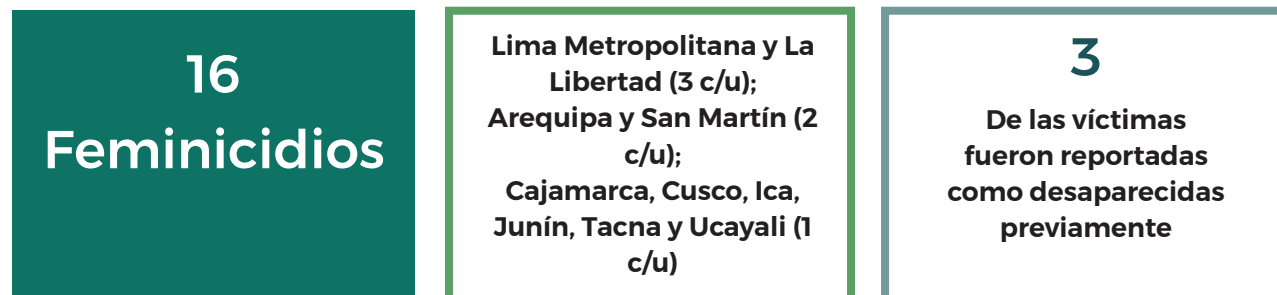 16
Feminicidios
Lima Metropolitana y La
Libertad (3 c/u);
Arequipa y San Martín (2
c/u);
Cajamarca, Cusco, Ica,
Junín, Tacna y Ucayali (1
c/u)
3
De las víctimas
fueron reportadas
como desaparecidas
previamente